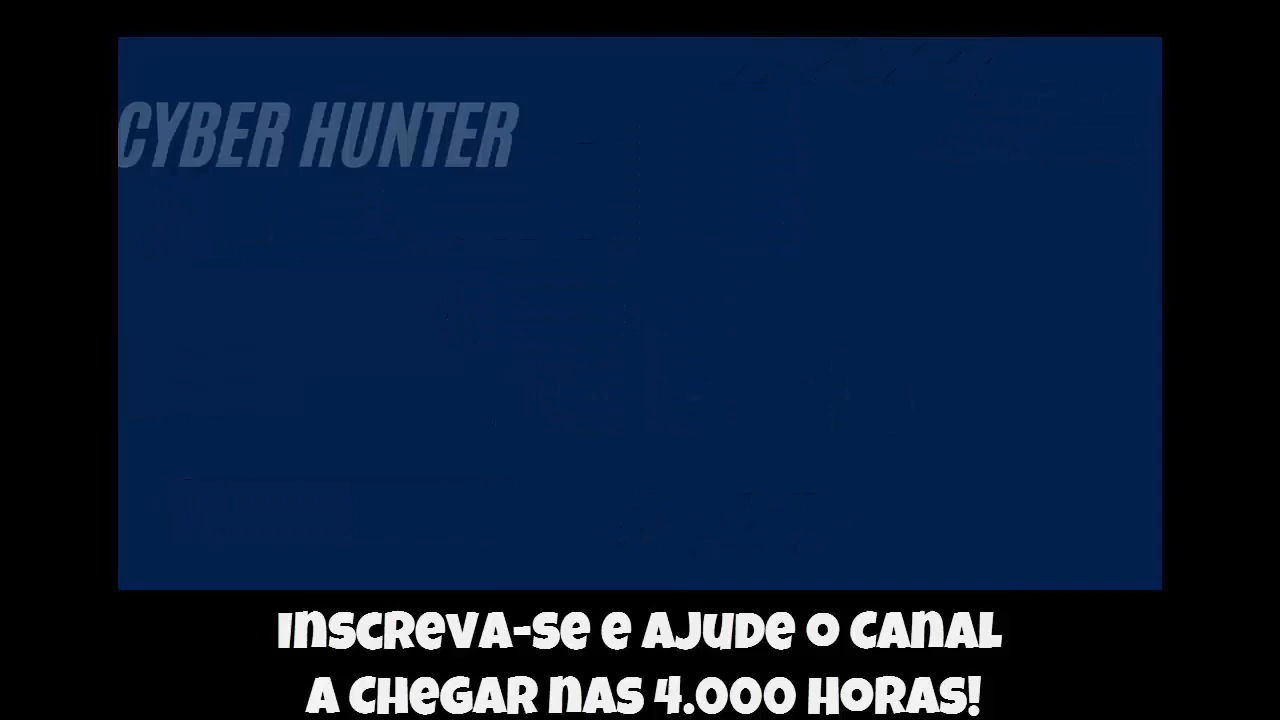 CYBER HUNTER
Inscreva-se e ajude o canal
a chegar nas 4.000 horas!